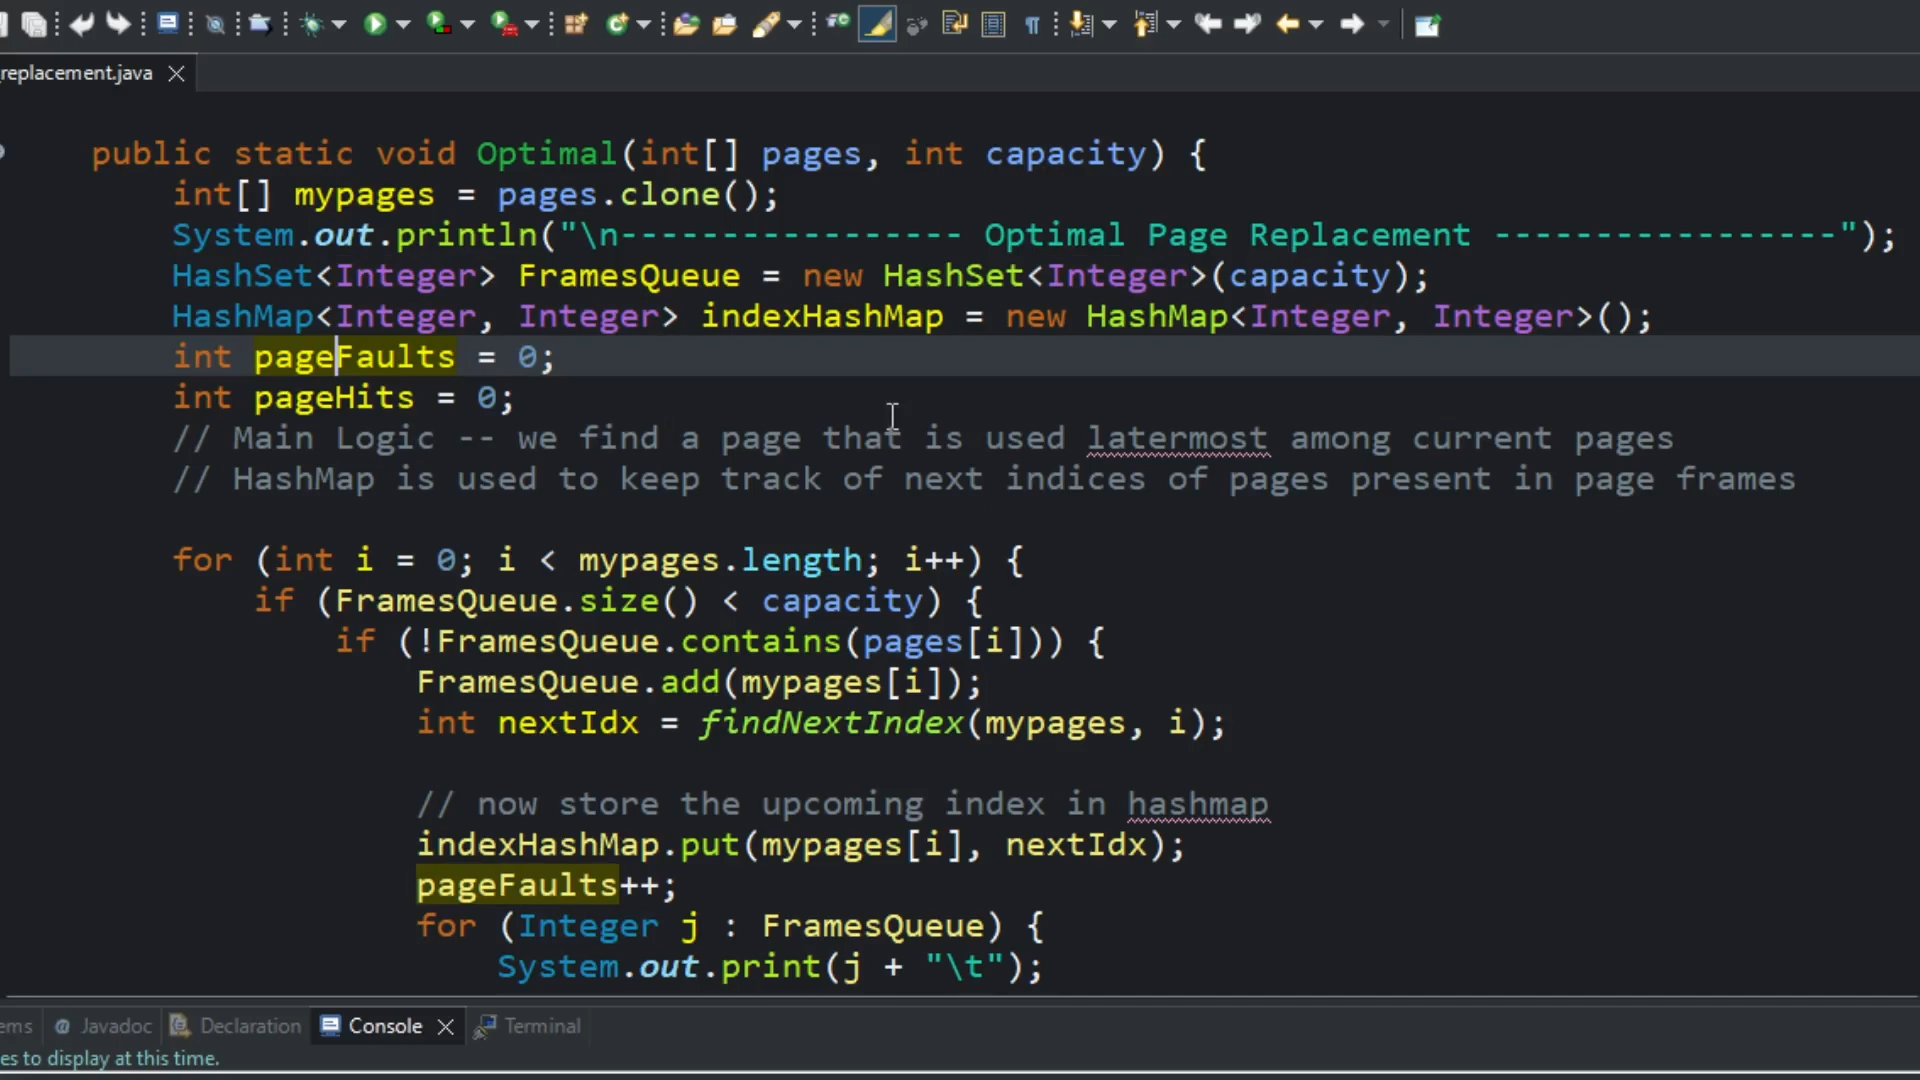 replacement.java
public static void Optimal(int[] pages, int capacity) {
int[] mypages = pages.clone();
System.out.println("\n----------------- Optimal Page Replacement -----------------");
HashSet<Integer> FramesQueue = new HashSet<Integer>(capacity);
HashMap<Integer, Integer> indexHashMap = new HashMap<Integer, Integer>();
int pageFaults = 0;
int pageHits = 0;
// Main Logic -- we find a page that is used latermost among current pages
// HashMap is used to keep track of next indices of pages present in page frames
for (int i = 0; i < mypages.length; i++) {
if (FramesQueue.size() < capacity) {
if (!FramesQueue.contains(pages[i])) {
FramesQueue.add(mypages[i]);
int nextIdx = findNextIndex(mypages, i);
// now store the upcoming index in hashmap
indexHashMap.put(mypages[i], nextIdx);
pageFaults++;
for (Integer j : FramesQueue) {
System.out.print(j + "\t");
ems @ Javadoc Declaration Console Terminal
es to display at this time.